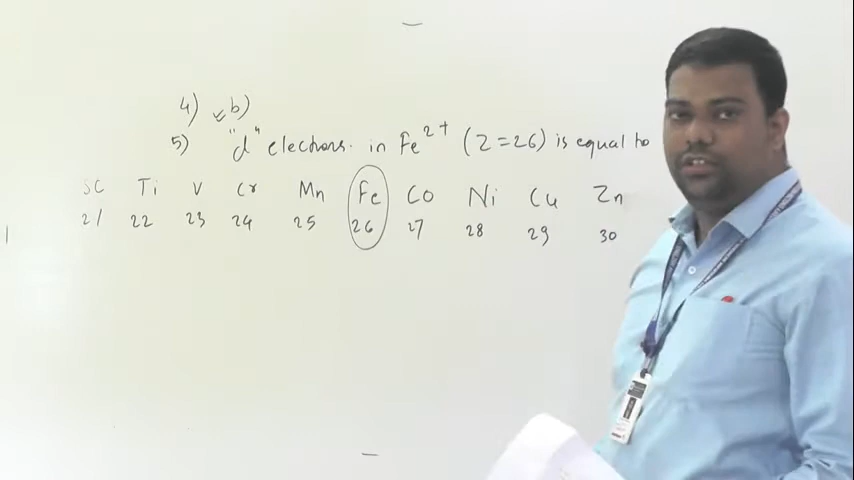 4) b)
5) "d" electrons. in Fe2+ (Z=26) is equal to
SC Ti V Cr Mn Fe CO Ni Cu Zn
21 22 23 24 25 26 27 28 29 30